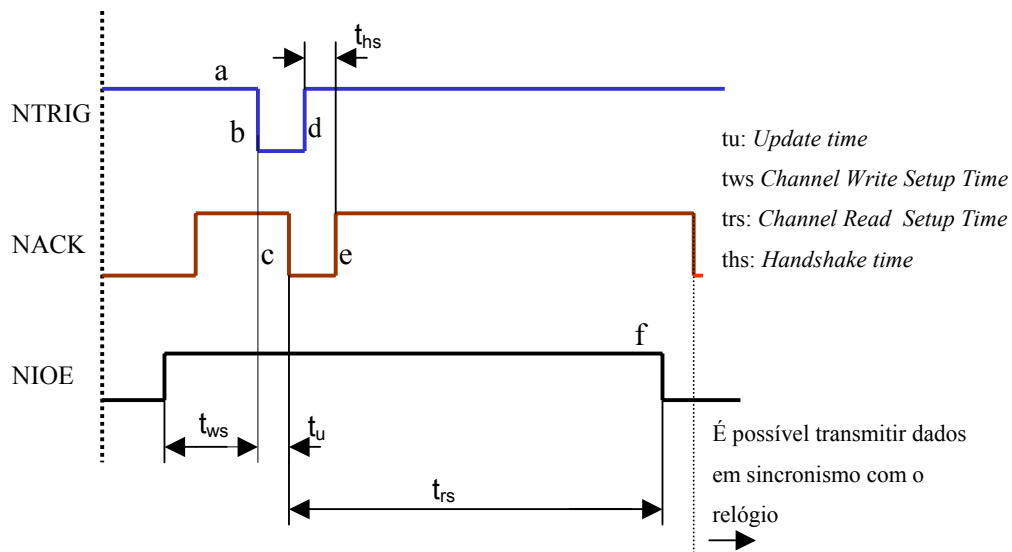 t_hs
a
NTRIG
b
d
tu: Update time
tws Channel Write Setup Time
trs: Channel Read Setup Time
ths: Handshake time
NACK
c
e
f
NIOE
t_ws
t_u
t_rs
É possível transmitir dados
em sincronismo com o
relógio